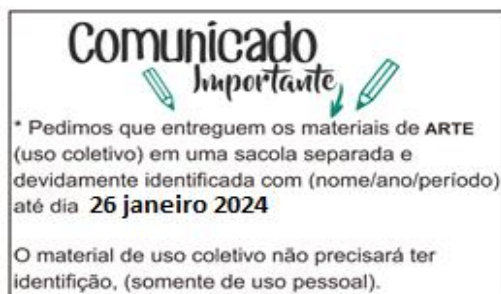 Comunicado
Importante
* Pedimos que entreguem os materiais de ARTE
(uso coletivo) em uma sacola separada e
devidamente identificada com (nome/ano/período)
até dia 26 janeiro 2024
O material de uso coletivo não precisará ter
identifição, (somente de uso pessoal).